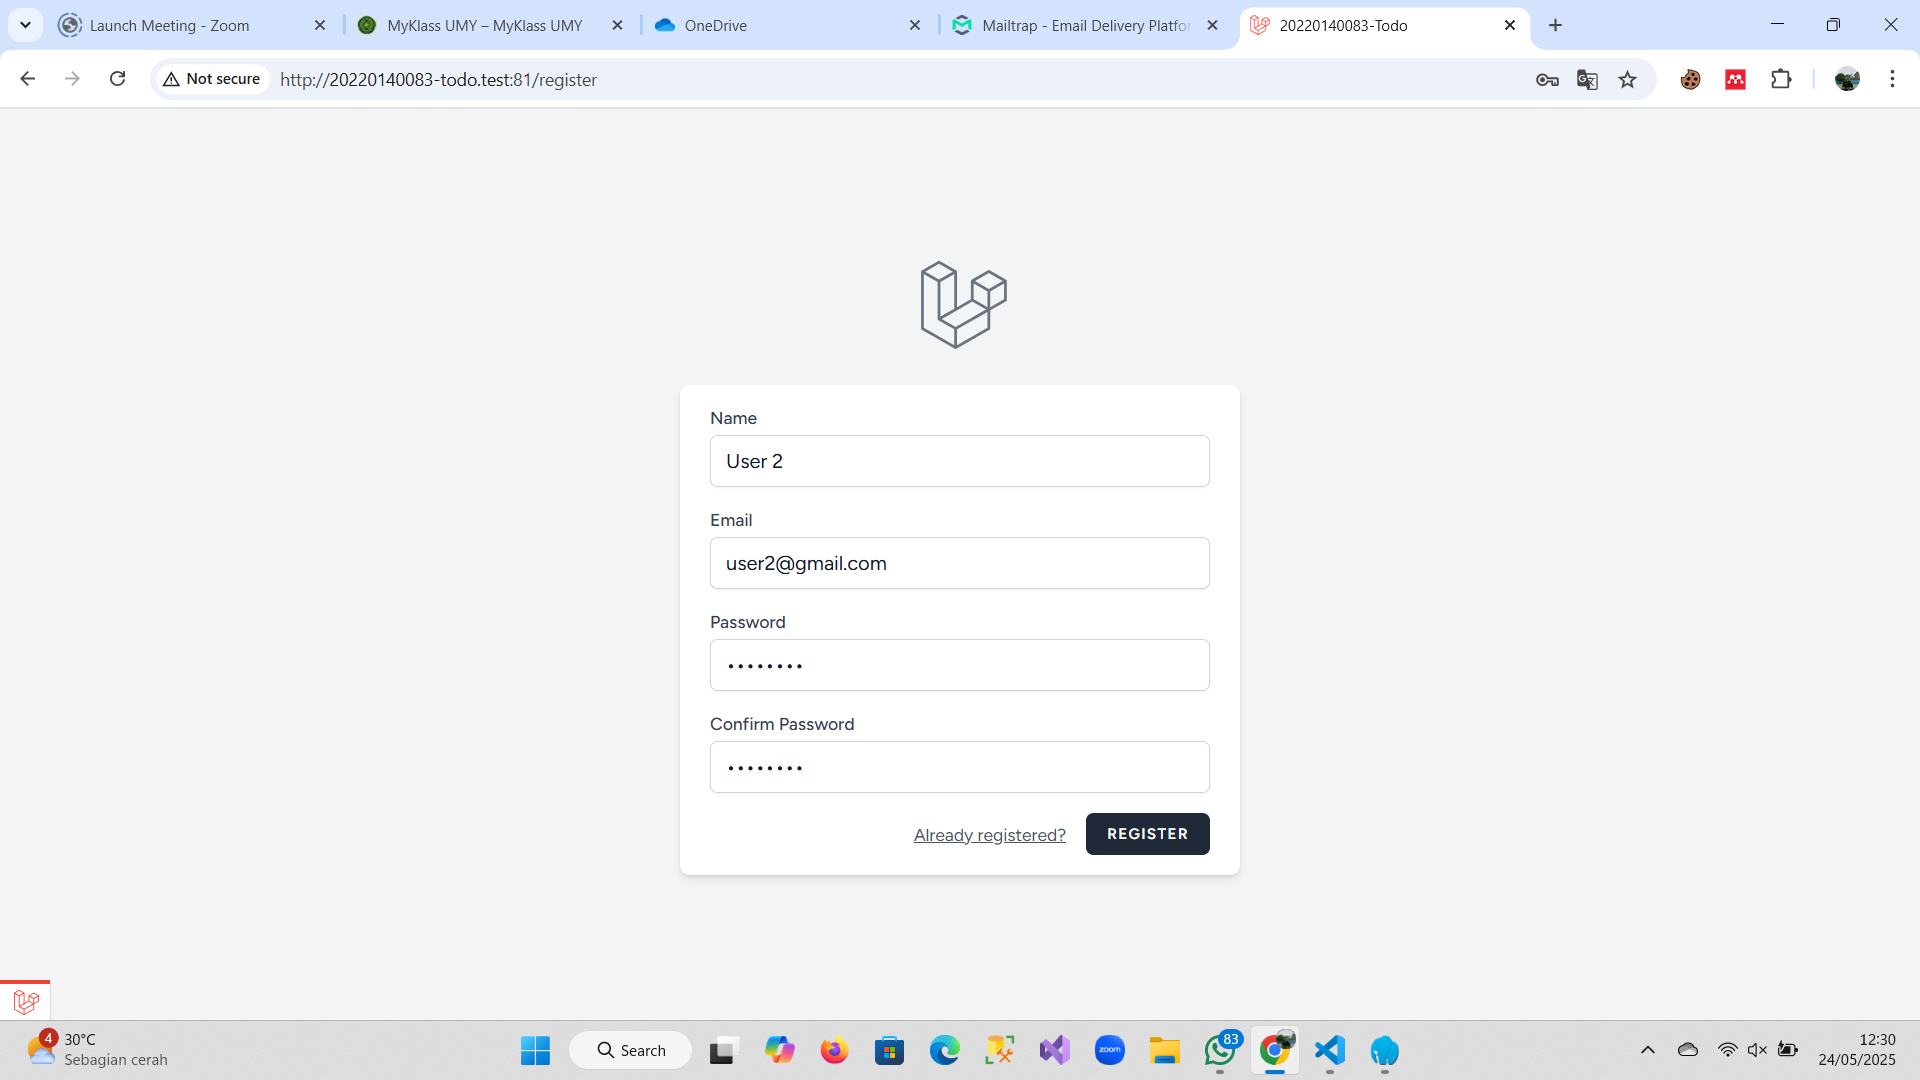 Launch Meeting - Zoom
MyKlass UMY – MyKlass UMY
OneDrive
Mailtrap - Email Delivery Platfor
20220140083-Todo
Not secure
http://20220140083-todo.test:81/register
Name
User 2
Email
user2@gmail.com
Password
••••••••
Confirm Password
••••••••
Already registered?
REGISTER
4
30°C
Sebagian cerah
Search
zoom
83
12:30
24/05/2025